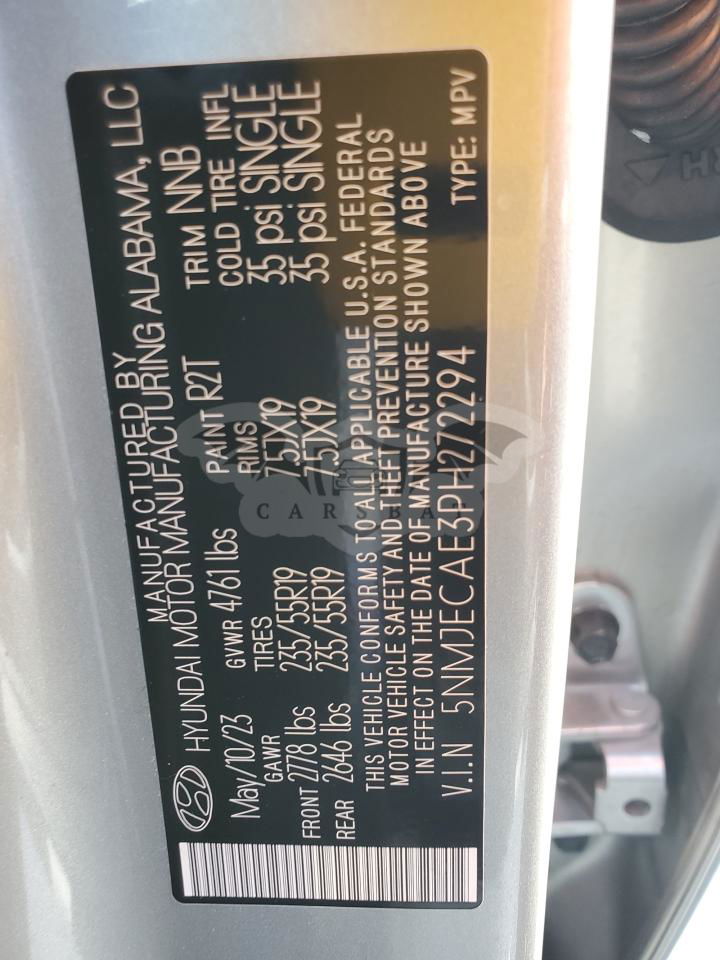 MANUFACTURED BY
HYUNDAI MOTOR MANUFACTURING ALABAMA, LLC
May/10/23 GVWR 4761 lbs PAINT R2T TRIM NNB
GAWR TIRES RIMS COLD TIRE INFL
FRONT 2778 lbs 235/55R19 7.5JX19 35 psi SINGLE
REAR 2646 lbs 235/55R19 7.5JX19 35 psi SINGLE
THIS VEHICLE CONFORMS TO ALL APPLICABLE U.S.A. FEDERAL
MOTOR VEHICLE SAFETY AND THEFT PREVENTION STANDARDS
IN EFFECT ON THE DATE OF MANUFACTURE SHOWN ABOVE
V.I.N 5NMJECAE3PH272294 TYPE: MPV
CARSBAT